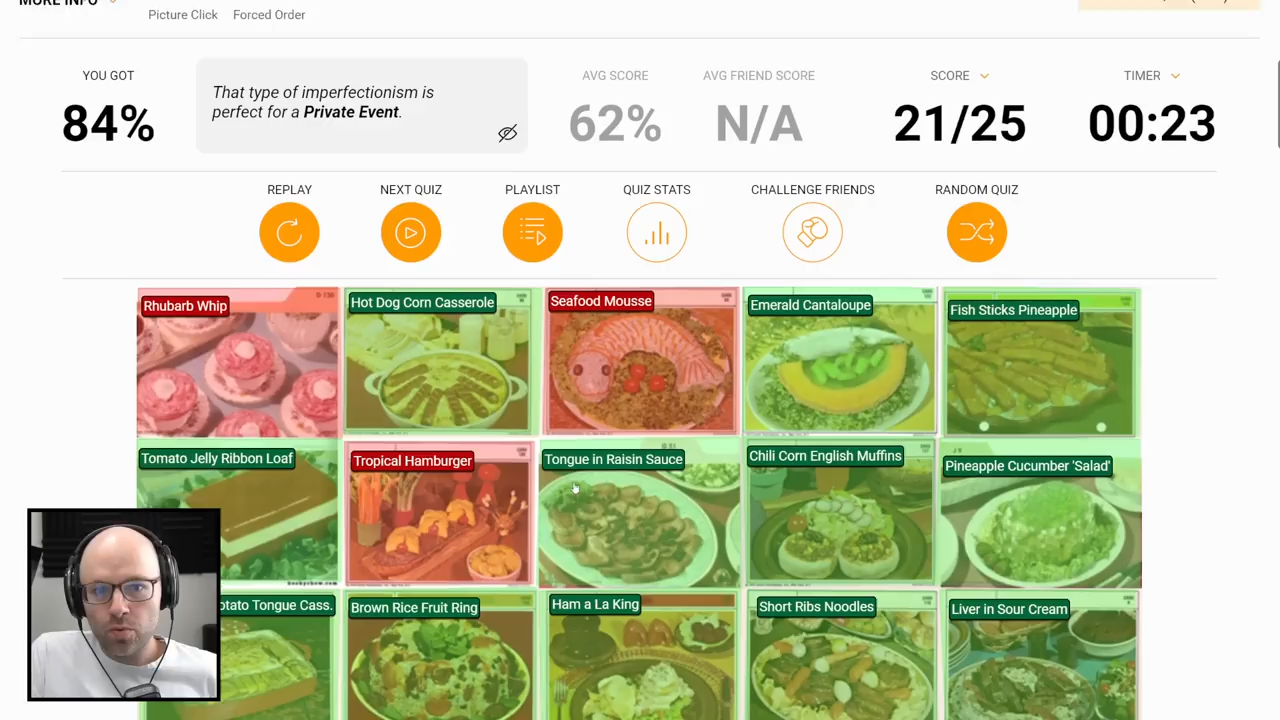 MORE INFO
Picture Click Forced Order
YOU GOT
84%
That type of imperfectionism is
perfect for a Private Event.
AVG SCORE
62%
AVG FRIEND SCORE
N/A
SCORE
21/25
TIMER
00:23
REPLAY
NEXT QUIZ
PLAYLIST
QUIZ STATS
CHALLENGE FRIENDS
RANDOM QUIZ
Rhubarb Whip
Hot Dog Corn Casserole
Seafood Mousse
Emerald Cantaloupe
Fish Sticks Pineapple
Tomato Jelly Ribbon Loaf
Tropical Hamburger
Tongue in Raisin Sauce
Chili Corn English Muffins
Pineapple Cucumber 'Salad'
Tongue Cass.
Brown Rice Fruit Ring
Ham a La King
Short Ribs Noodles
Liver in Sour Cream